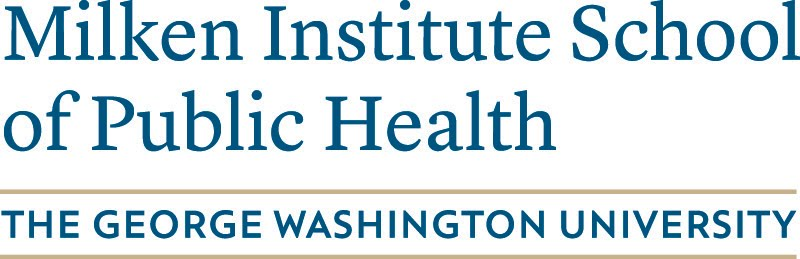 Milken Institute School
of Public Health
THE GEORGE WASHINGTON UNIVERSITY